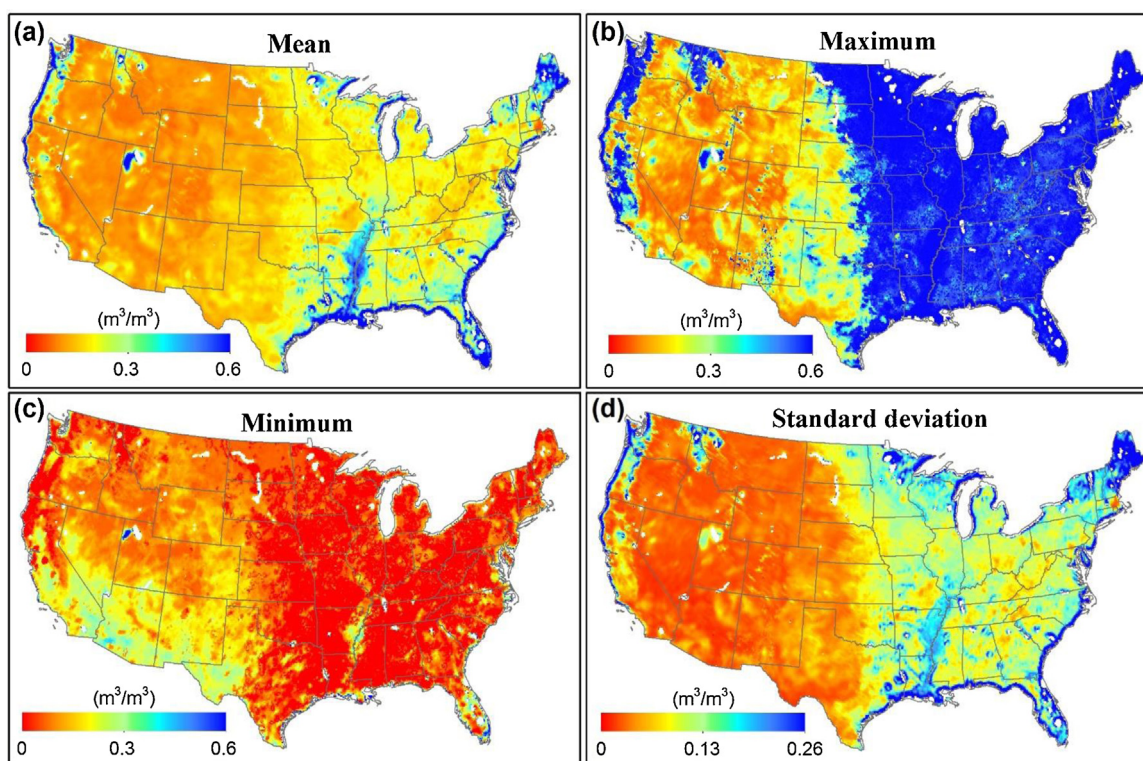 (a) Mean
(m³/m³)
0 0.3 0.6
(b) Maximum
(m³/m³)
0 0.3 0.6
(c) Minimum
(m³/m³)
0 0.3 0.6
(d) Standard deviation
(m³/m³)
0 0.13 0.26